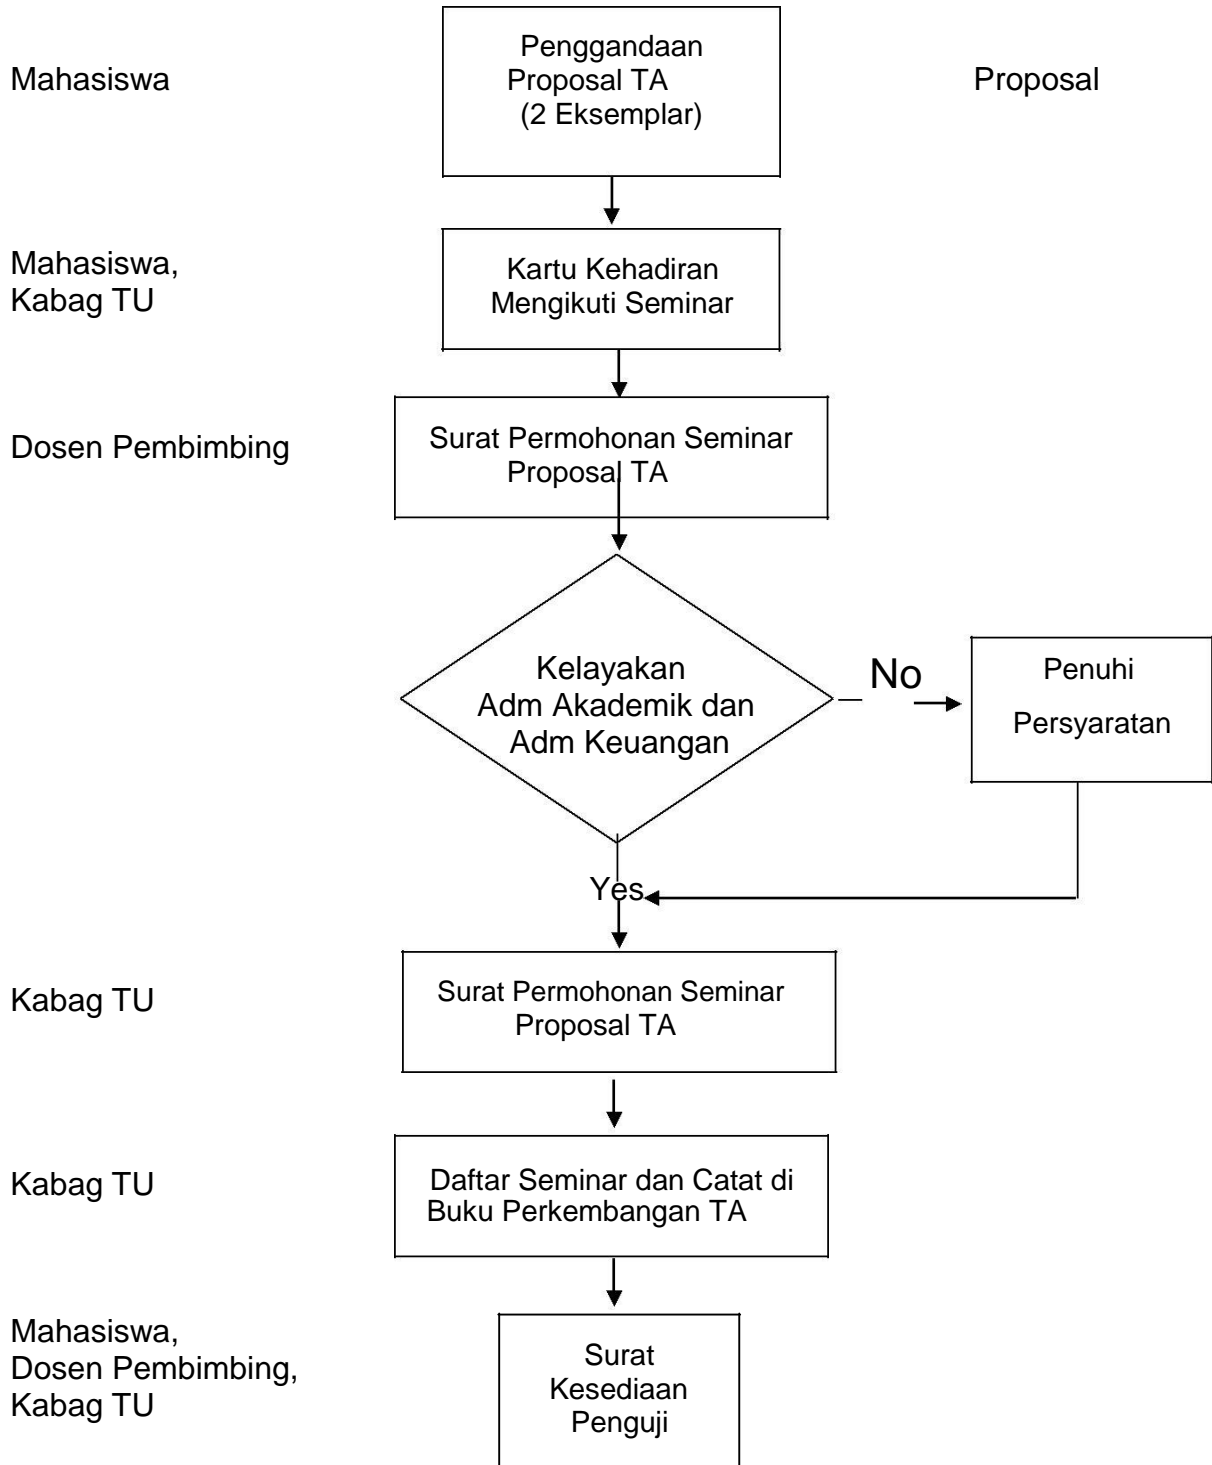 Mahasiswa
Penggandaan
Proposal TA
(2 Eksemplar)
Proposal
Mahasiswa,
Kabag TU
Kartu Kehadiran
Mengikuti Seminar
Dosen Pembimbing
Surat Permohonan Seminar
Proposal TA
Kelayakan
Adm Akademik dan
Adm Keuangan
No
Penuhi
Persyaratan
Yes
Kabag TU
Surat Permohonan Seminar
Proposal TA
Kabag TU
Daftar Seminar dan Catat di
Buku Perkembangan TA
Mahasiswa,
Dosen Pembimbing,
Kabag TU
Surat
Kesediaan
Penguji